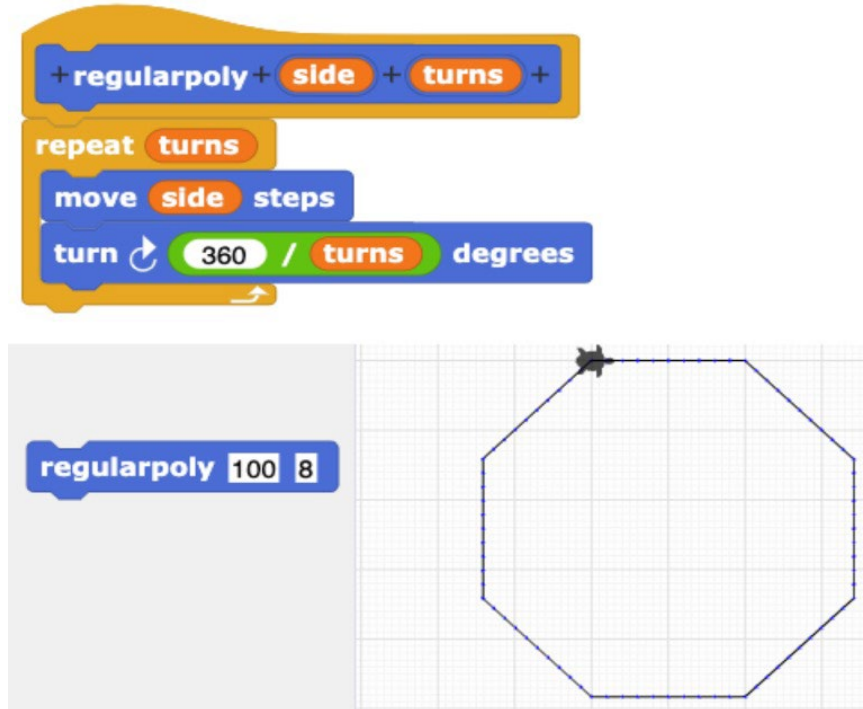 + regularpoly + side + turns +
repeat turns
move side steps
turn 360 / turns degrees
regularpoly 100 8